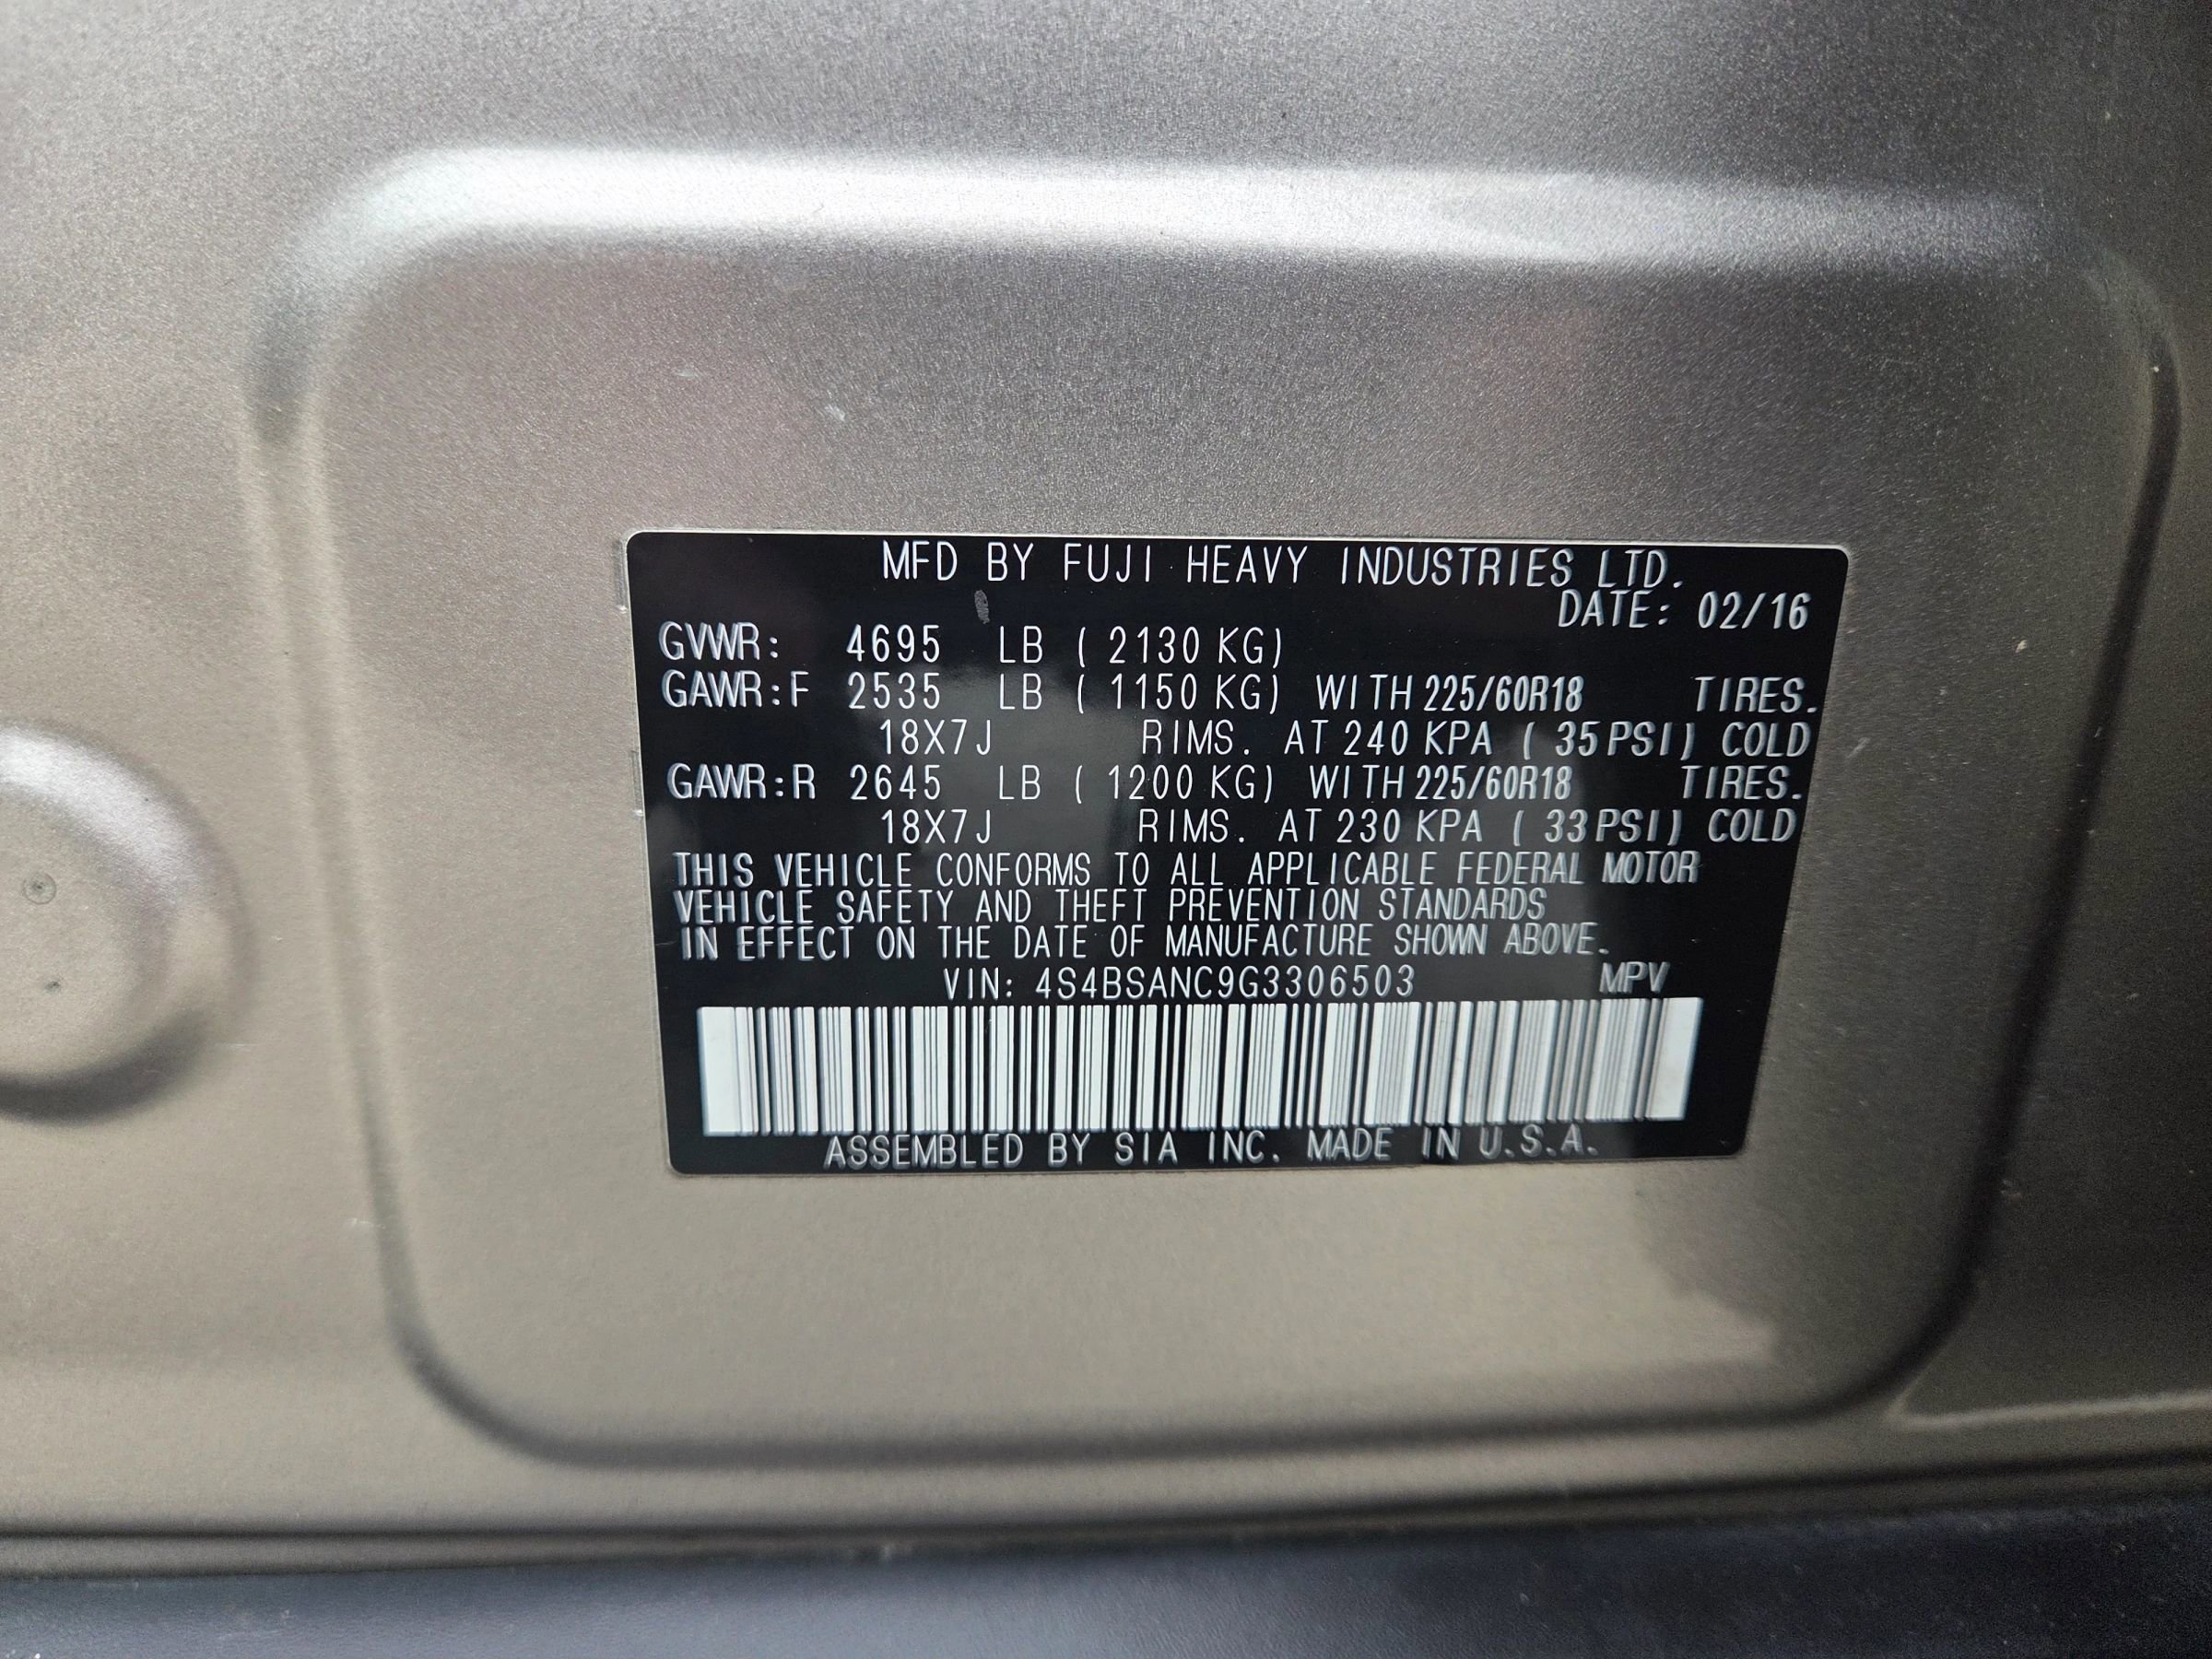 MFD BY FUJI HEAVY INDUSTRIES LTD.
DATE: 02/16
GVWR: 4695 LB ( 2130 KG)
GAWR:F 2535 LB ( 1150 KG) WITH 225/60R18 TIRES.
18X7J RIMS. AT 240 KPA ( 35PSI) COLD
GAWR:R 2645 LB ( 1200 KG) WITH 225/60R18 TIRES.
18X7J RIMS. AT 230 KPA ( 33PSI) COLD
THIS VEHICLE CONFORMS TO ALL APPLICABLE FEDERAL MOTOR
VEHICLE SAFETY AND THEFT PREVENTION STANDARDS
IN EFFECT ON THE DATE OF MANUFACTURE SHOWN ABOVE.
VIN: 4S4BSANC9G3306503 MPV
ASSEMBLED BY SIA INC. MADE IN U.S.A.